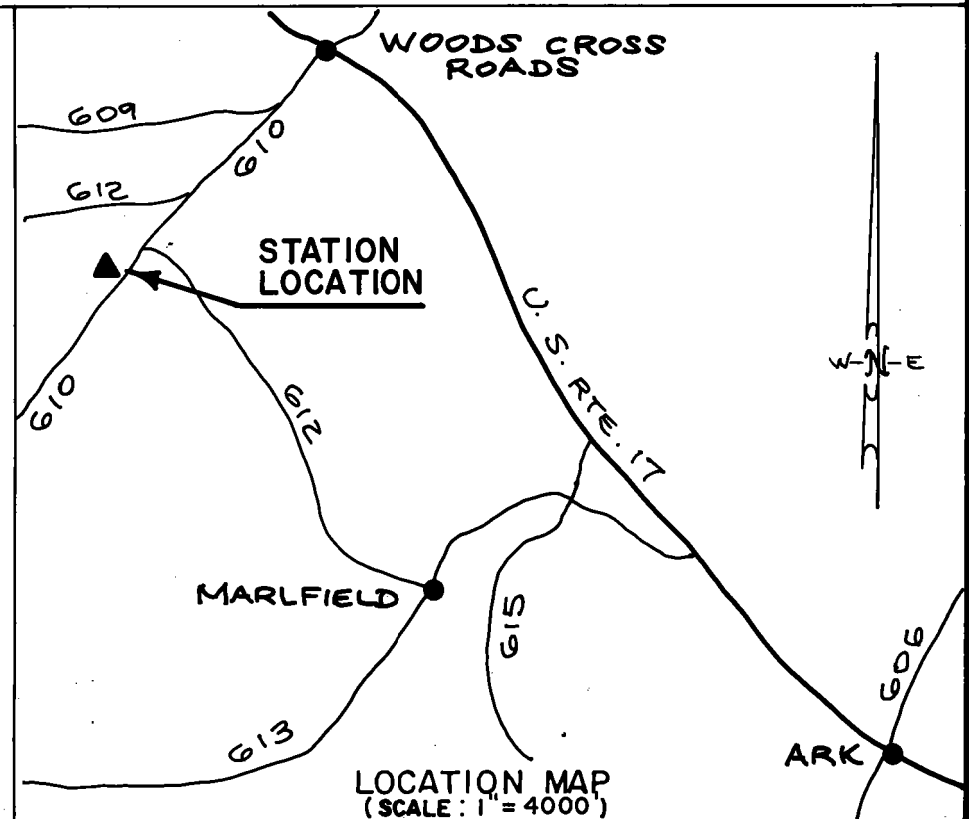 WOODS CROSS
ROADS
609
610
612
STATION
LOCATION
U. S. RTE. 17
W-N-E
610
612
MARLFIELD
615
606
613
ARK
LOCATION MAP
(SCALE: 1" = 4000')